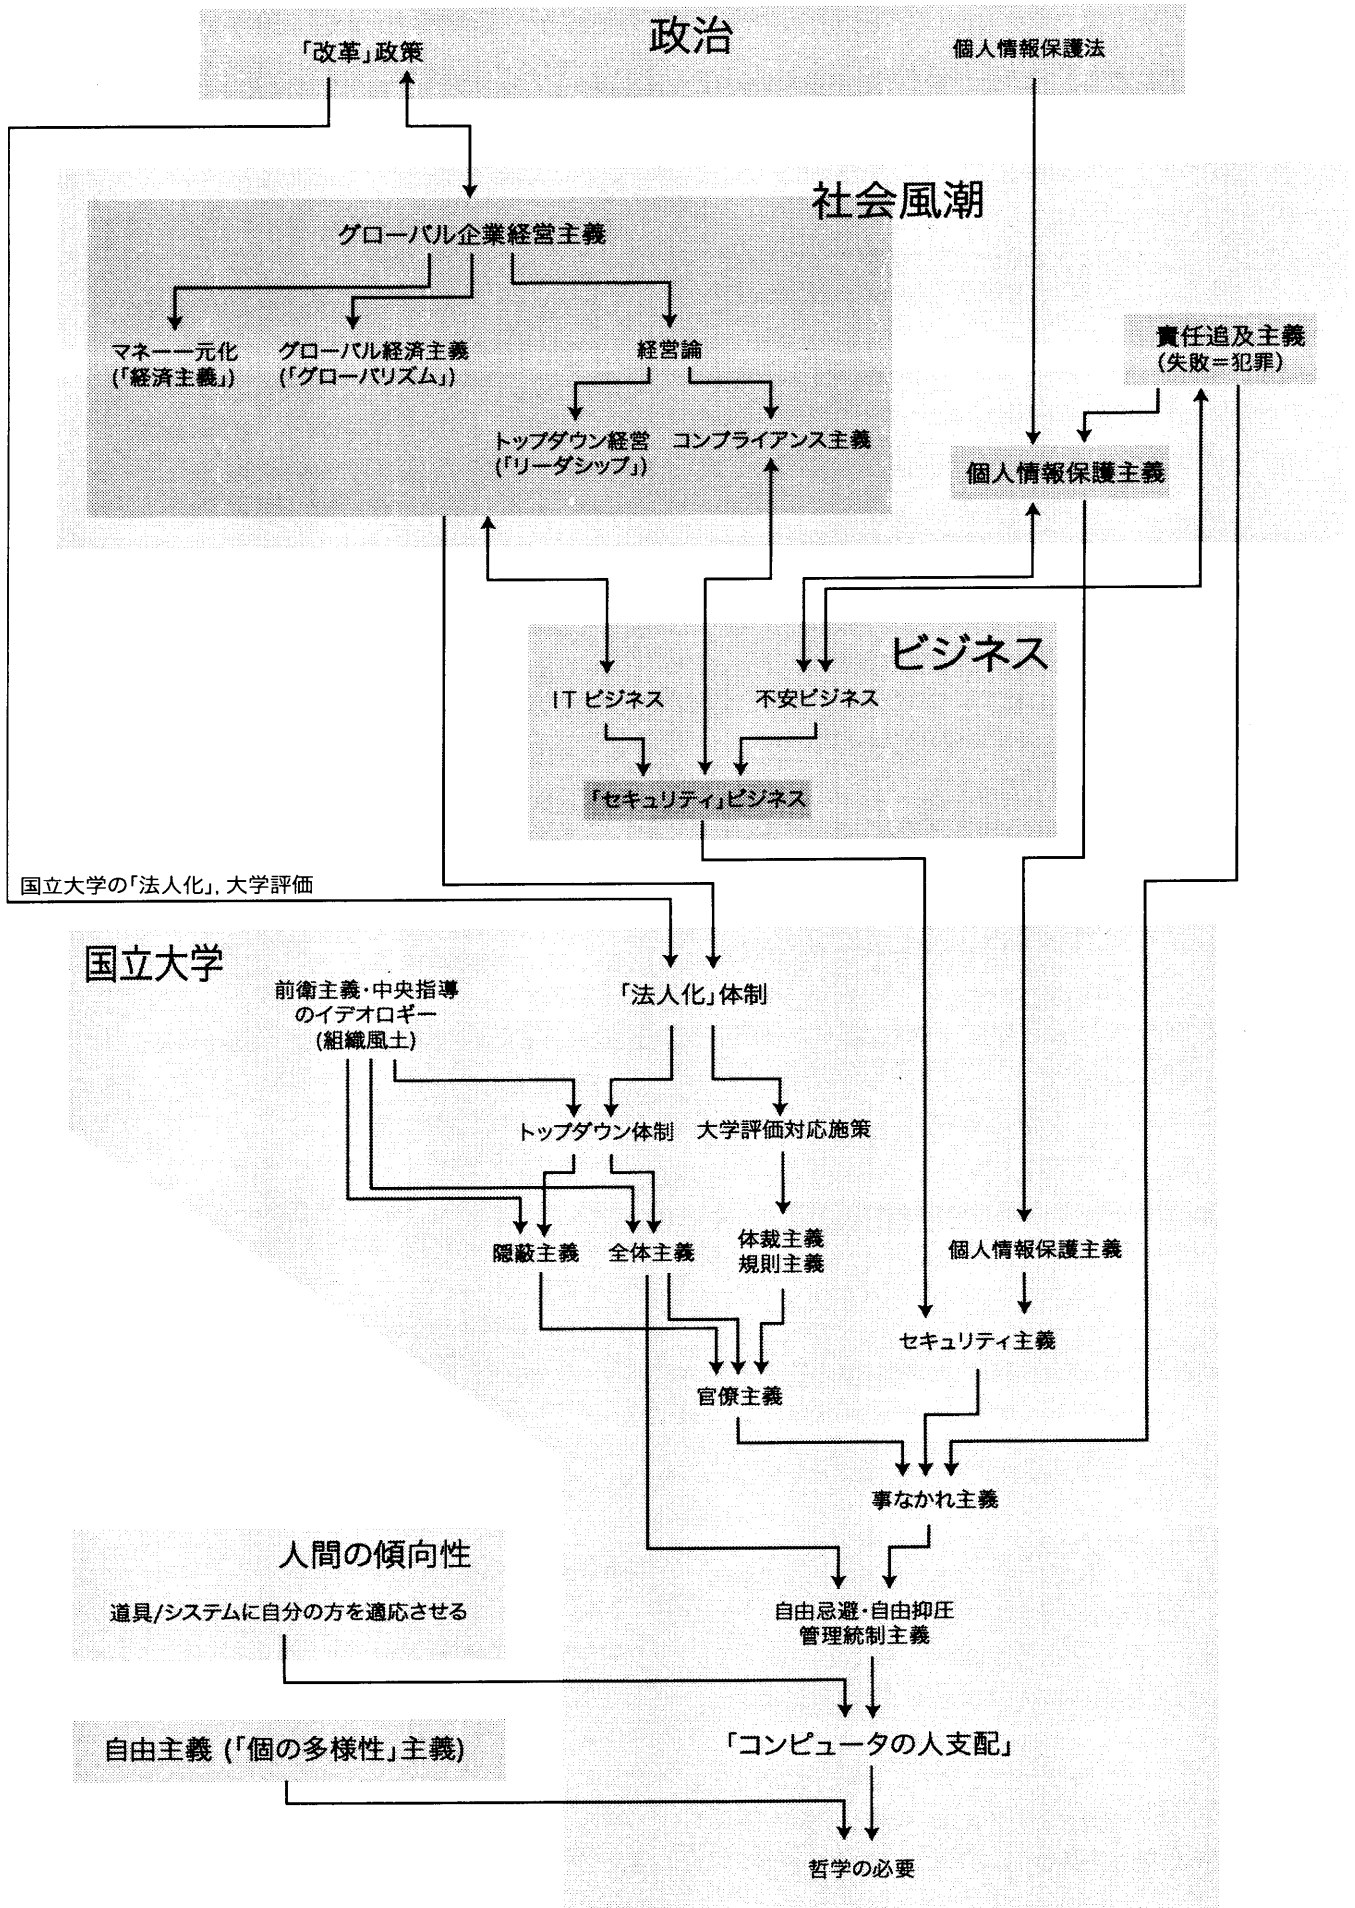 政治
「改革」政策
個人情報保護法
社会風潮
グローバル企業経営主義
マネー一元化
(「経済主義」)
グローバル経済主義
(「グローバリズム」)
経営論
責任追及主義
(失敗＝犯罪)
トップダウン経営
(「リーダシップ」)
コンプライアンス主義
個人情報保護主義
ビジネス
IT ビジネス
不安ビジネス
「セキュリティ」ビジネス
国立大学の「法人化」, 大学評価
国立大学
前衛主義・中央指導
のイデオロギー
(組織風土)
「法人化」体制
トップダウン体制
大学評価対応施策
隠蔽主義
全体主義
体裁主義
規則主義
個人情報保護主義
セキュリティ主義
官僚主義
事なかれ主義
人間の傾向性
道具/システムに自分の方を適応させる
自由忌避・自由抑圧
管理統制主義
自由主義 (「個の多様性」主義)
「コンピュータの人支配」
哲学の必要